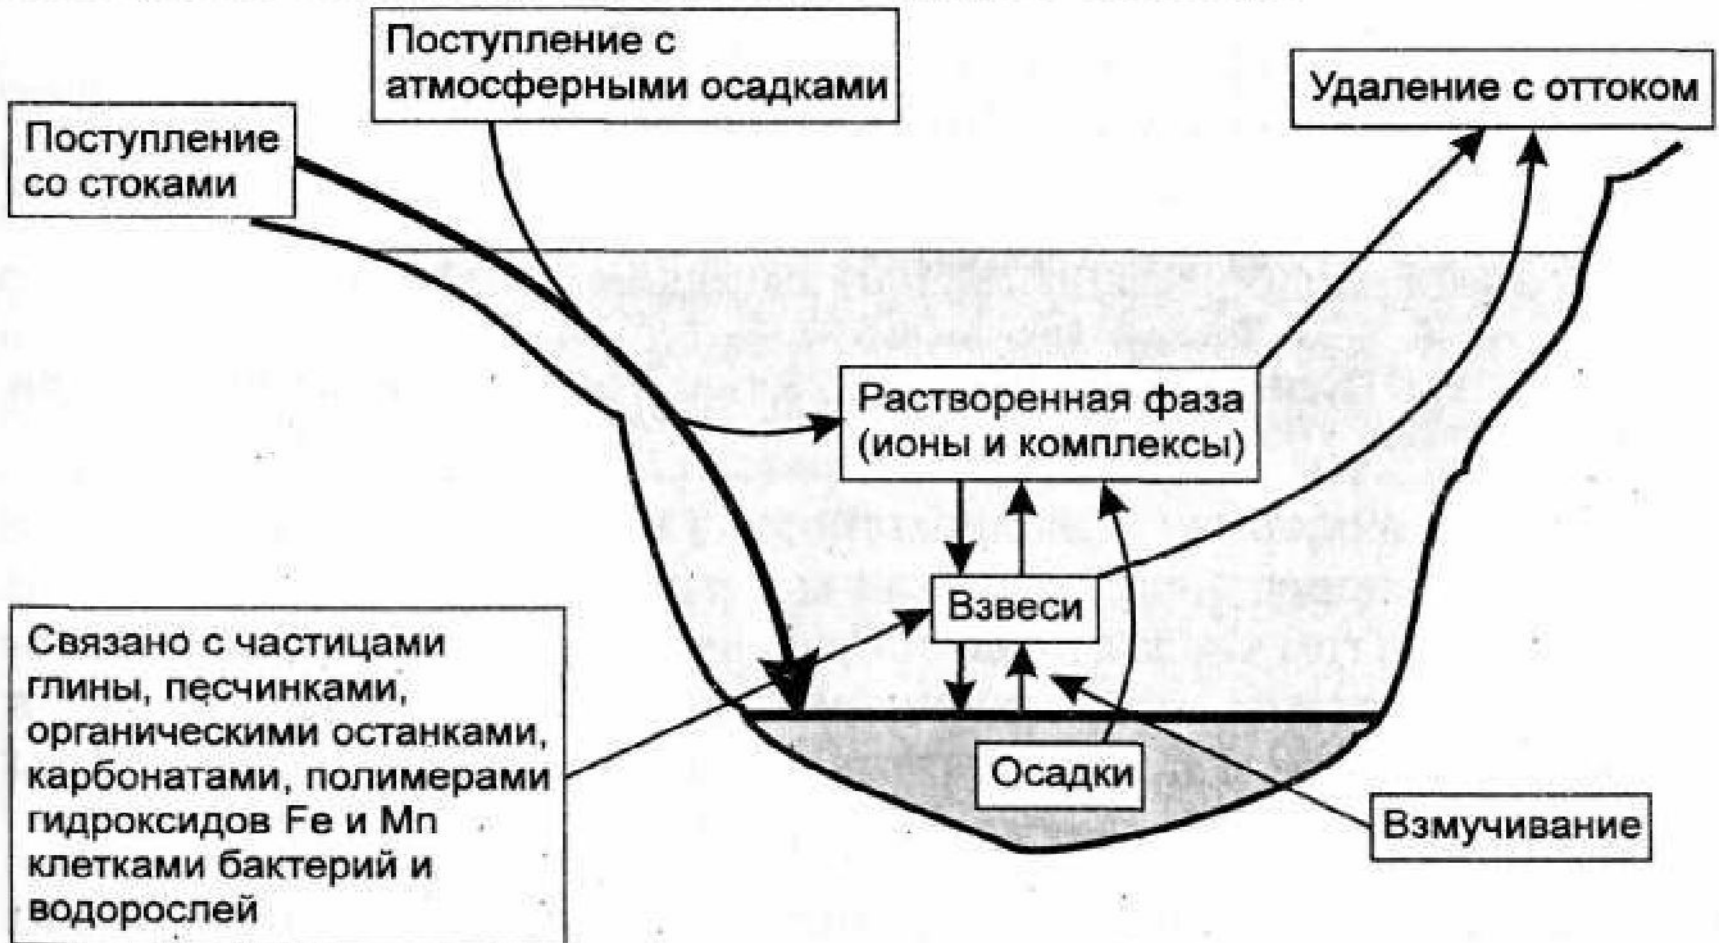 Поступление с
атмосферными осадками
Удаление с оттоком
Поступление
со стоками
Растворенная фаза
(ионы и комплексы)
Взвеси
Связано с частицами
глины, песчинками,
органическими останками,
карбонатами, полимерами
гидроксидов Fe и Mn
клетками бактерий и
водорослей
Осадки
Взмучивание